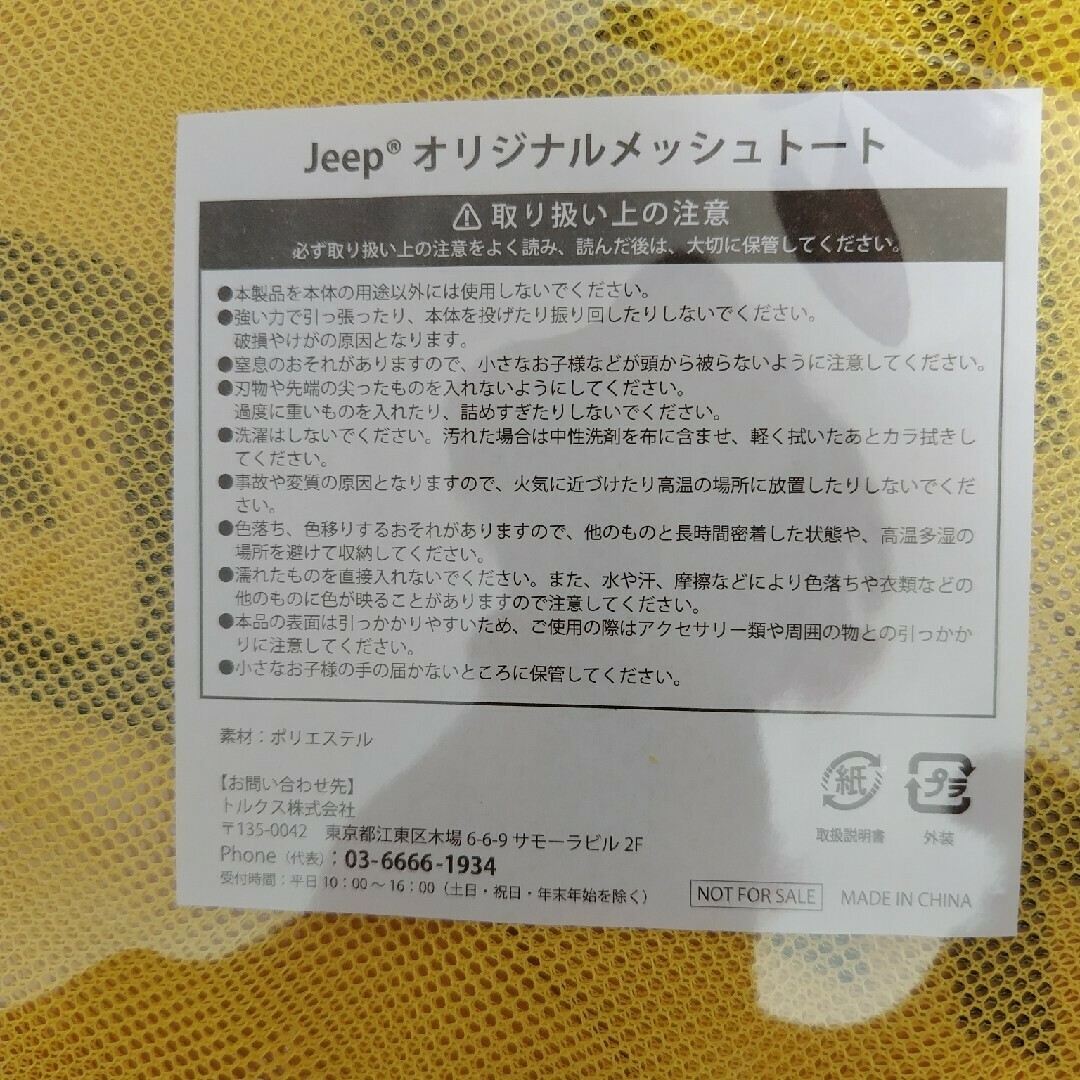 Jeep® オリジナルメッシュトート
⚠ 取り扱い上の注意
必ず取り扱い上の注意をよく読み、読んだ後は、大切に保管してください。
●本製品を本体の用途以外には使用しないでください。
●強い力で引っ張ったり、本体を投げたり振り回したりしないでください。
破損やけがの原因となります。
●窒息のおそれがありますので、小さなお子様などが頭から被らないように注意してください。
●刃物や先端の尖ったものを入れないようにしてください。
過度に重いものを入れたり、詰めすぎたりしないでください。
●洗濯はしないでください。汚れた場合は中性洗剤を布に含ませ、軽く拭いたあとカラ拭きし
てください。
●事故や変質の原因となりますので、火気に近づけたり高温の場所に放置したりしないでくだ
さい。
●色落ち、色移りするおそれがありますので、他のものと長時間密着した状態や、高温多湿の
場所を避けて収納してください。
●濡れたものを直接入れないでください。また、水や汗、摩擦などにより色落ちや衣類などの
他のものに色が映ることがありますので注意してください。
●本品の表面は引っかかりやすいため、ご使用の際はアクセサリー類や周囲の物との引っかか
りに注意してください。
●小さなお子様の手の届かないところに保管してください。
素材：ポリエステル
【お問い合わせ先】
トルクス株式会社
〒135-0042 東京都江東区木場 6-6-9 サモーラビル 2F
Phone（代表）：03-6666-1934
受付時間：平日 10：00～16：00（土日・祝日・年末年始を除く）
紙
取扱説明書
プラ
外装
NOT FOR SALE
MADE IN CHINA